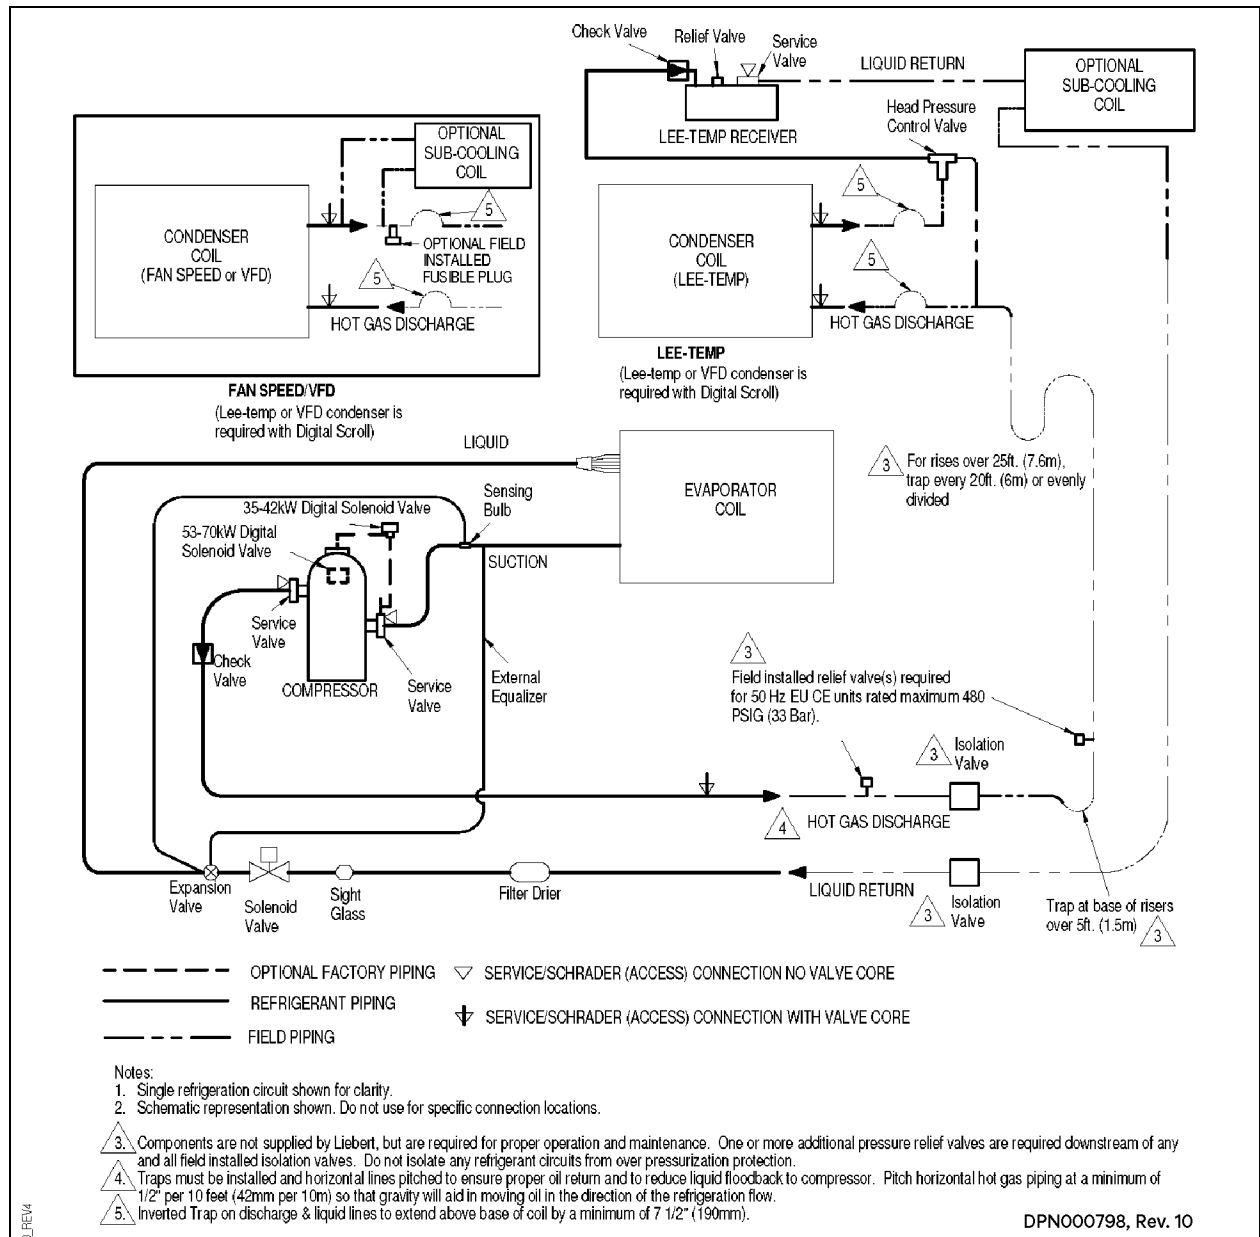 Check Valve
Relief Valve
Service
Valve
LIQUID RETURN
OPTIONAL
SUB-COOLING
COIL
LEE-TEMP RECEIVER
Head Pressure
Control Valve
OPTIONAL
SUB-COOLING
COIL
5
CONDENSER
COIL
(FAN SPEED or VFD)
OPTIONAL FIELD
INSTALLED
FUSIBLE PLUG
5
HOT GAS DISCHARGE
5
CONDENSER
COIL
(LEE-TEMP)
5
HOT GAS DISCHARGE
FAN SPEED/VFD
(Lee-temp or VFD condenser is
required with Digital Scroll)
LEE-TEMP
(Lee-temp or VFD condenser is
required with Digital Scroll)
LIQUID
3
For rises over 25ft. (7.6m),
trap every 20ft. (6m) or evenly
divided
EVAPORATOR
COIL
Sensing
Bulb
35-42kW Digital Solenoid Valve
53-70kW Digital
Solenoid Valve
SUCTION
Service
Valve
Check
Valve
COMPRESSOR
Service
Valve
External
Equalizer
3
Field installed relief valve(s) required
for 50 Hz EU CE units rated maximum 480
PSIG (33 Bar).
3
Isolation
Valve
4
HOT GAS DISCHARGE
Expansion
Valve
Solenoid
Valve
Sight
Glass
Filter Drier
LIQUID RETURN
3
Isolation
Valve
Trap at base of risers
over 5ft. (1.5m)
3
OPTIONAL FACTORY PIPING
SERVICE/SCHRADER (ACCESS) CONNECTION NO VALVE CORE
REFRIGERANT PIPING
SERVICE/SCHRADER (ACCESS) CONNECTION WITH VALVE CORE
FIELD PIPING
Notes:
1. Single refrigeration circuit shown for clarity.
2. Schematic representation shown. Do not use for specific connection locations.
3. Components are not supplied by Liebert, but are required for proper operation and maintenance. One or more additional pressure relief valves are required downstream of any
and all field installed isolation valves. Do not isolate any refrigerant circuits from over pressurization protection.
4. Traps must be installed and horizontal lines pitched to ensure proper oil return and to reduce liquid floodback to compressor. Pitch horizontal hot gas piping at a minimum of
1/2" per 10 feet (42mm per 10m) so that gravity will aid in moving oil in the direction of the refrigeration flow.
5. Inverted Trap on discharge & liquid lines to extend above base of coil by a minimum of 7 1/2" (190mm).
DPN000798, Rev. 10